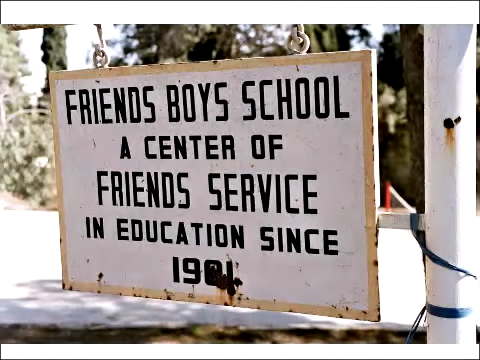 FRIENDS BOYS SCHOOL
A CENTER OF
FRIENDS SERVICE
IN EDUCATION SINCE
1901